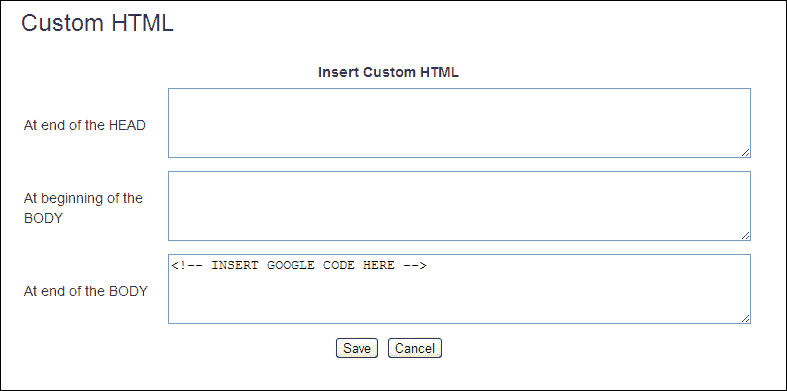 Custom HTML
Insert Custom HTML
At end of the HEAD
At beginning of the
BODY
<!-- INSERT GOOGLE CODE HERE -->
At end of the BODY
Save Cancel